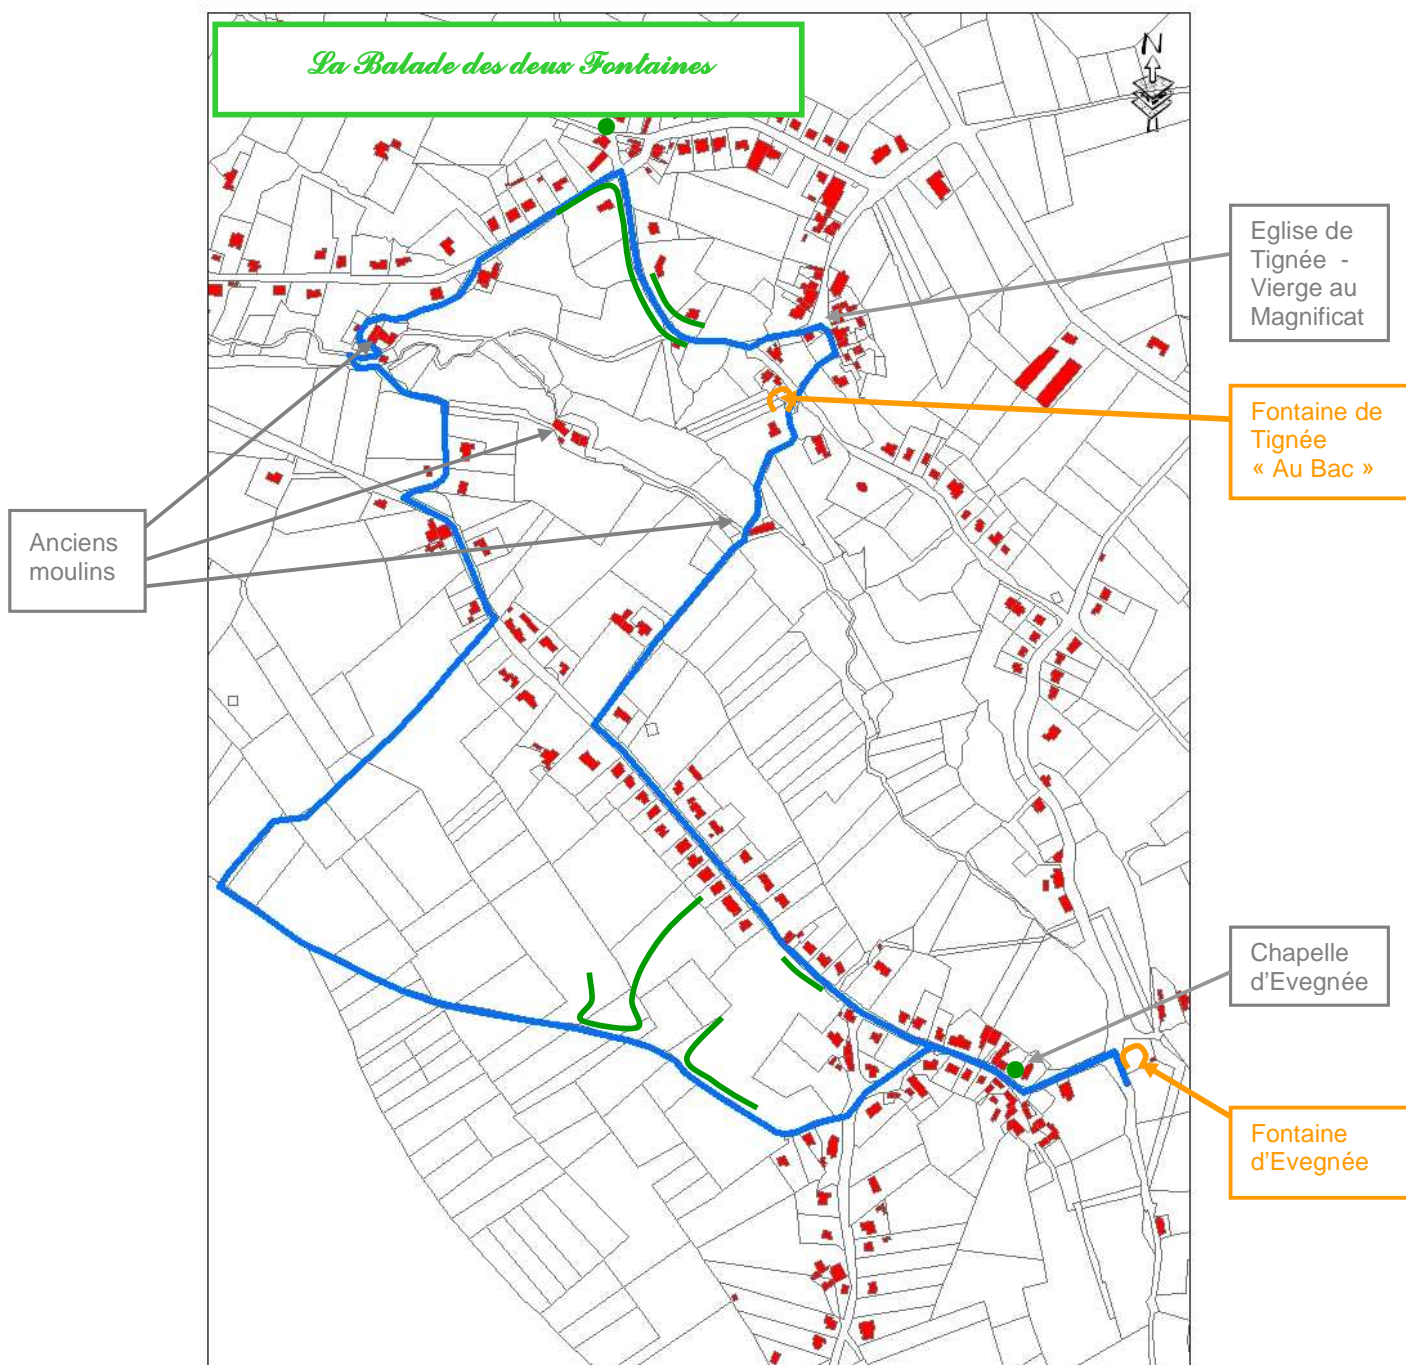 La Balade des deux Fontaines
N
Eglise de
Tignée -
Vierge au
Magnificat
Fontaine de
Tignée
« Au Bac »
Anciens
moulins
Chapelle
d’Evegnée
Fontaine
d’Evegnée